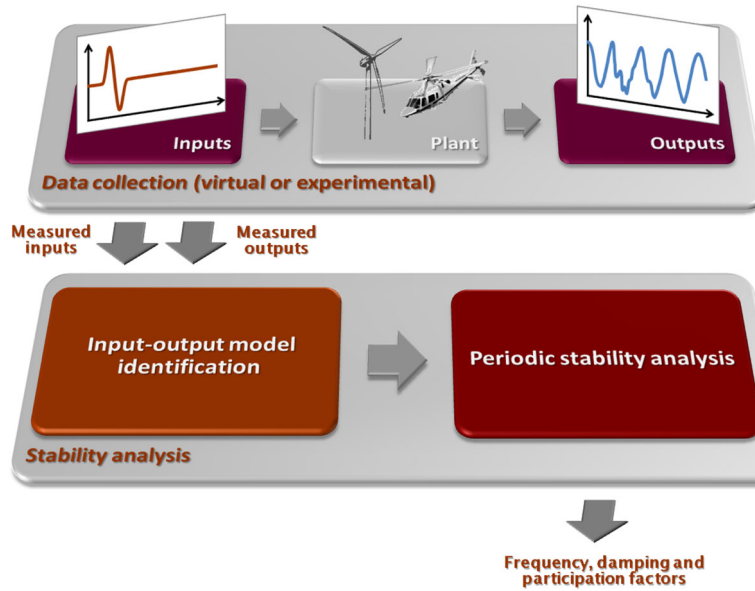 Inputs
Plant
Outputs
Data collection (virtual or experimental)
Measured
inputs
Measured
outputs
Input-output model
identification
Periodic stability analysis
Stability analysis
Frequency, damping and
participation factors